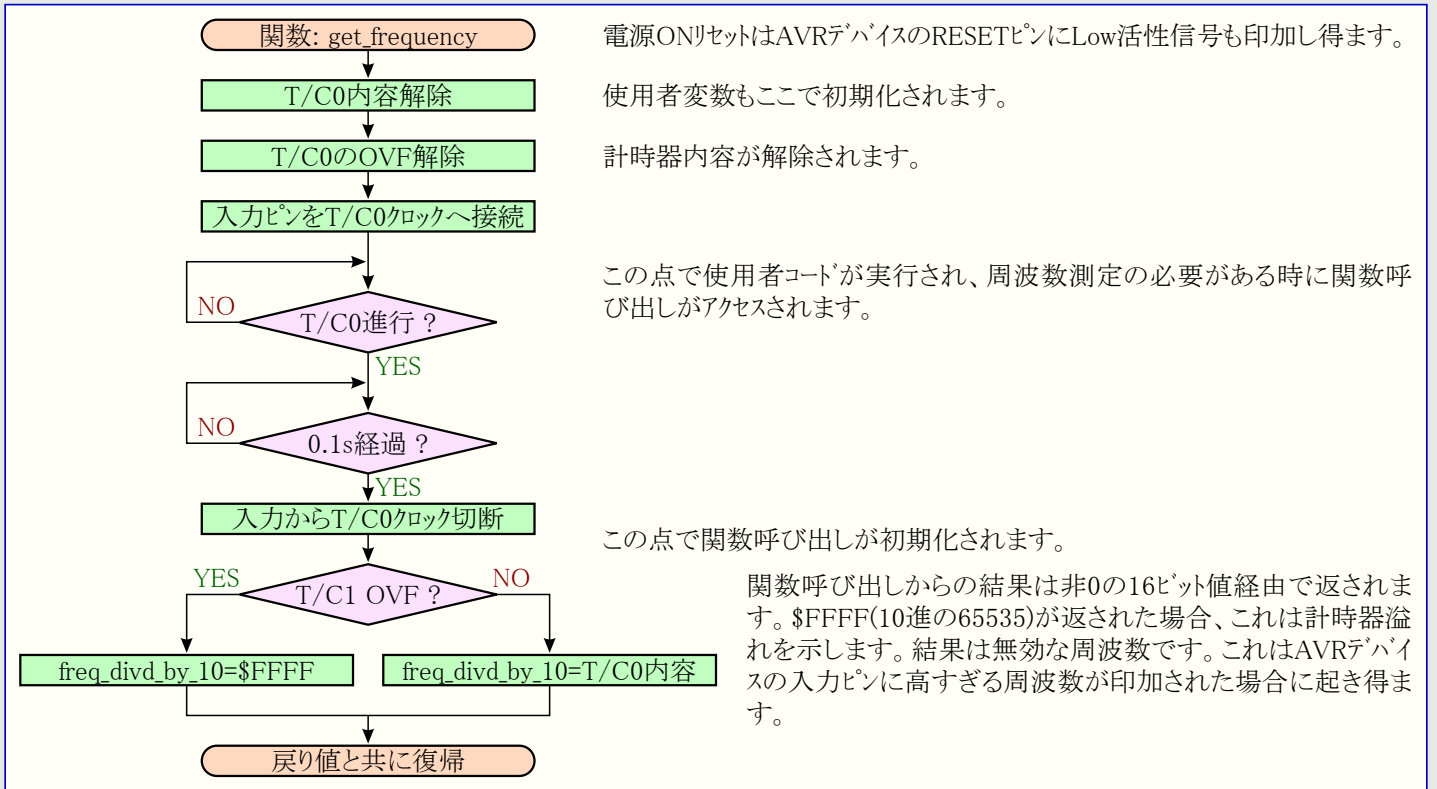 関数: get_frequency
電源ONリセットはAVRデバイスのRESETピンにLow活性信号も印加し得ます。
T/C0内容解除
使用者変数もここで初期化されます。
T/C0のOVF解除
計時器内容が解除されます。
入力ピンをT/C0クロックへ接続
この点で使用者コードが実行され、周波数測定の必要がある時に関数呼
び出しがアクセスされます。
NO
T/C0進行 ?
YES
NO
0.1s経過 ?
YES
入力からT/C0クロック切断
この点で関数呼び出しが初期化されます。
YES
T/C1 OVF ?
NO
関数呼び出しからの結果は非0の16ビット値経由で返されま
す。$FFFF(10進の65535)が返された場合、これは計時器溢
れを示します。結果は無効な周波数です。これはAVRデバイ
スの入力ピンに高すぎる周波数が印加された場合に起き得ま
す。
freq_divd_by_10=$FFFF
freq_divd_by_10=T/C0内容
戻り値と共に復帰